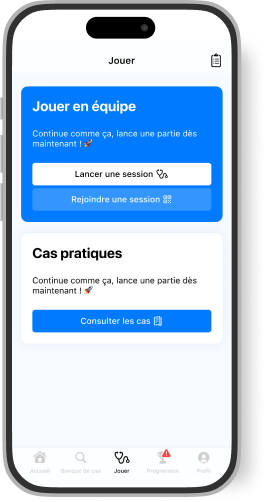 Jouer
Jouer en équipe
Continue comme ça, lance une partie dès
maintenant ! 🚀
Lancer une session
Rejoindre une session
Cas pratiques
Continue comme ça, lance une partie dès
maintenant ! 🚀
Consulter les cas
Accueil
Banque de cas
Jouer
Progression
Profil